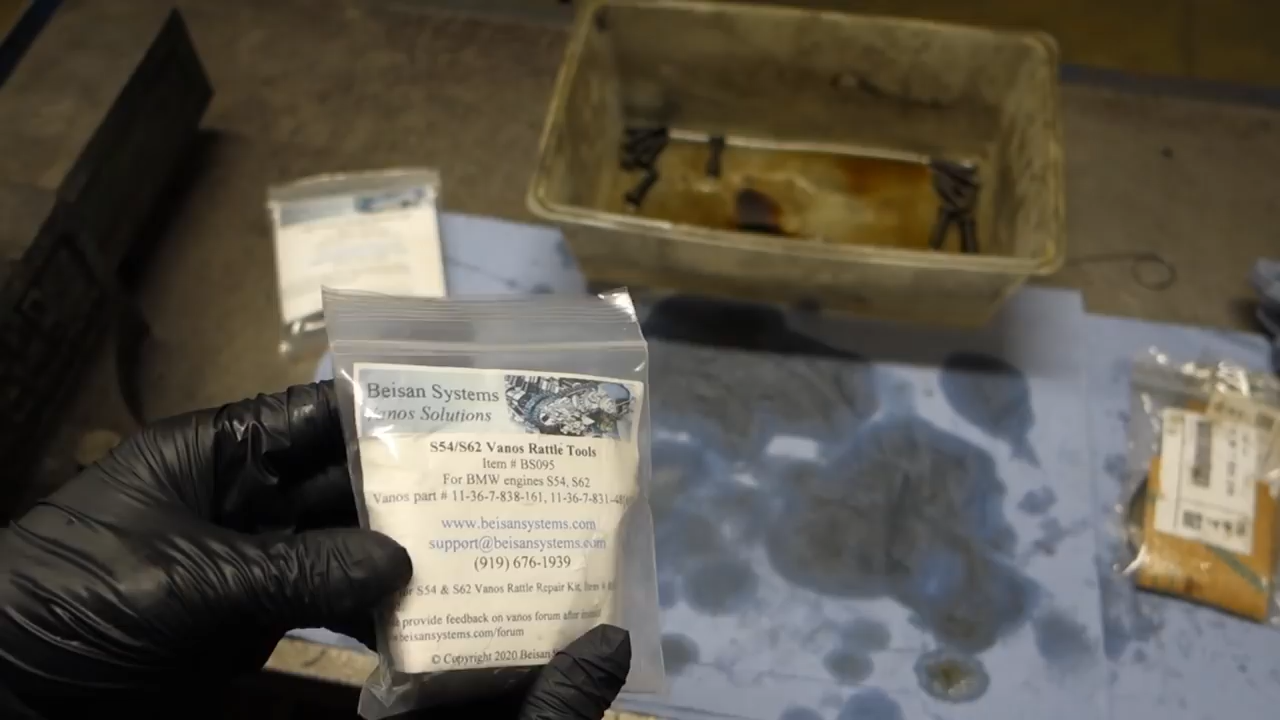 Beisan Systems
Vanos Solutions
S54/S62 Vanos Rattle Tools
Item # BS095
For BMW engines S54, S62
Vanos part # 11-36-7-838-161, 11-36-7-831-
www.beisansystems.com
support@beisansystems.com
(919) 676-1939
for S54 & S62 Vanos Rattle Repair Kit, Item #
provide feedback on vanos forum after
beisansystems.com/forum
© Copyright 2020 Beisan